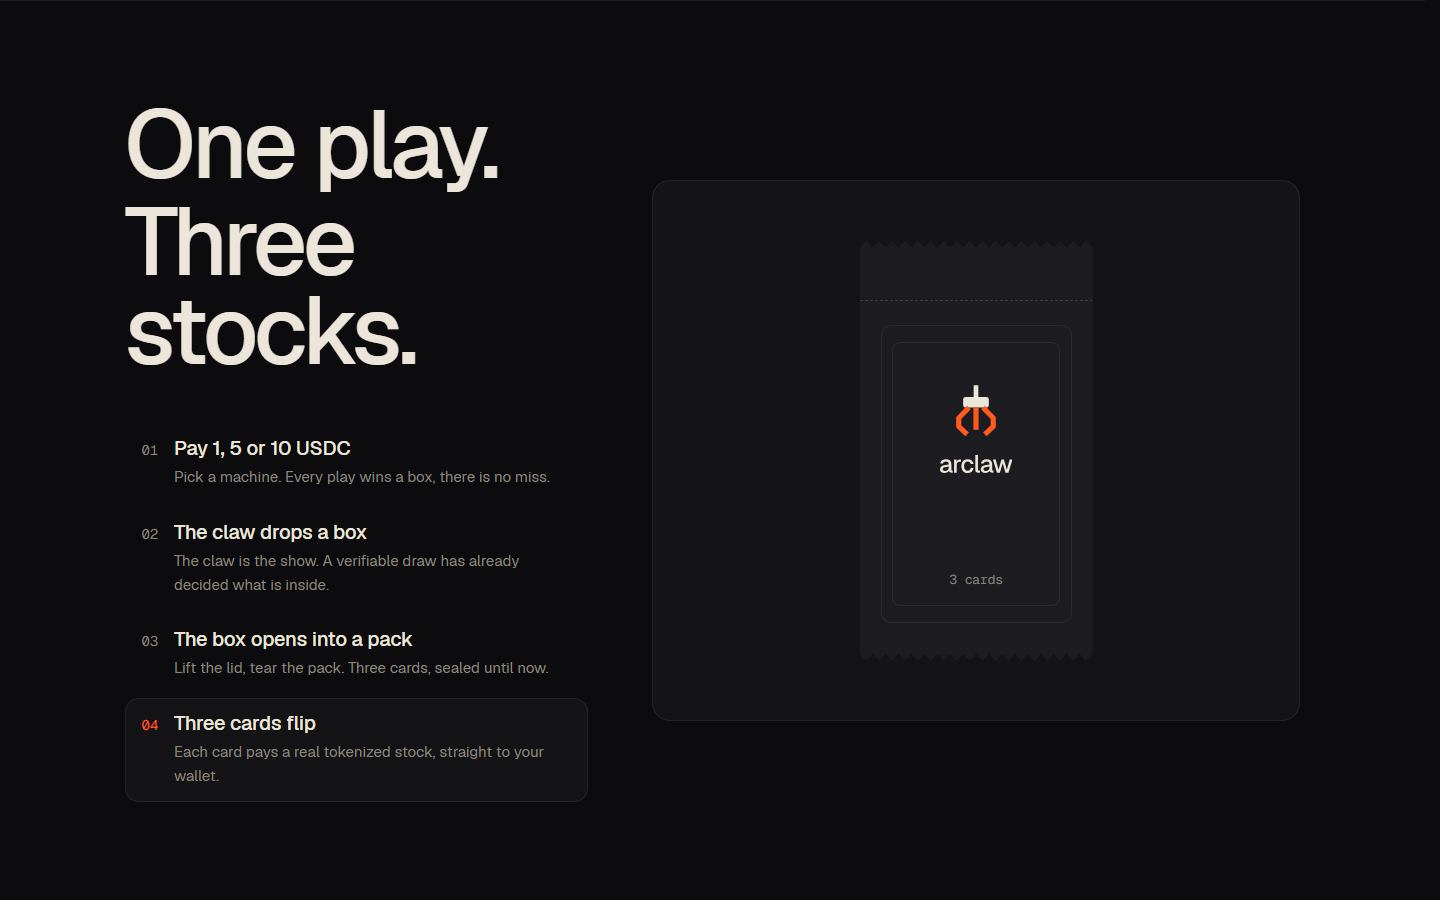 One play.
Three
stocks.
01 Pay 1, 5 or 10 USDC
Pick a machine. Every play wins a box, there is no miss.
02 The claw drops a box
The claw is the show. A verifiable draw has already
decided what is inside.
03 The box opens into a pack
Lift the lid, tear the pack. Three cards, sealed until now.
04 Three cards flip
Each card pays a real tokenized stock, straight to your
wallet.
arclaw
3 cards